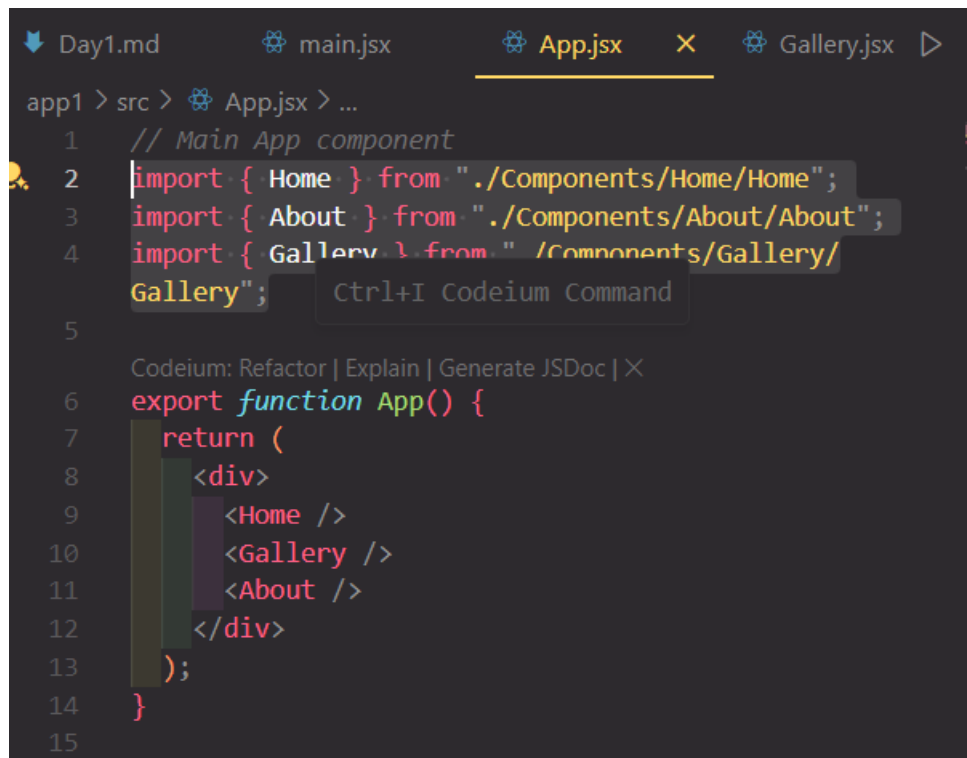 Day1.md main.jsx App.jsx × Gallery.jsx
app1 > src > App.jsx > ...
1 // Main App component
2 import { Home } from "./Components/Home/Home";
3 import { About } from "./Components/About/About";
4 import { Gallery } from "./Components/Gallery/
Gallery";
Ctrl+I Codeium Command
5
Codeium: Refactor | Explain | Generate JSDoc | ×
6 export function App() {
7 return (
8 <div>
9 <Home />
10 <Gallery />
11 <About />
12 </div>
13 );
14 }
15